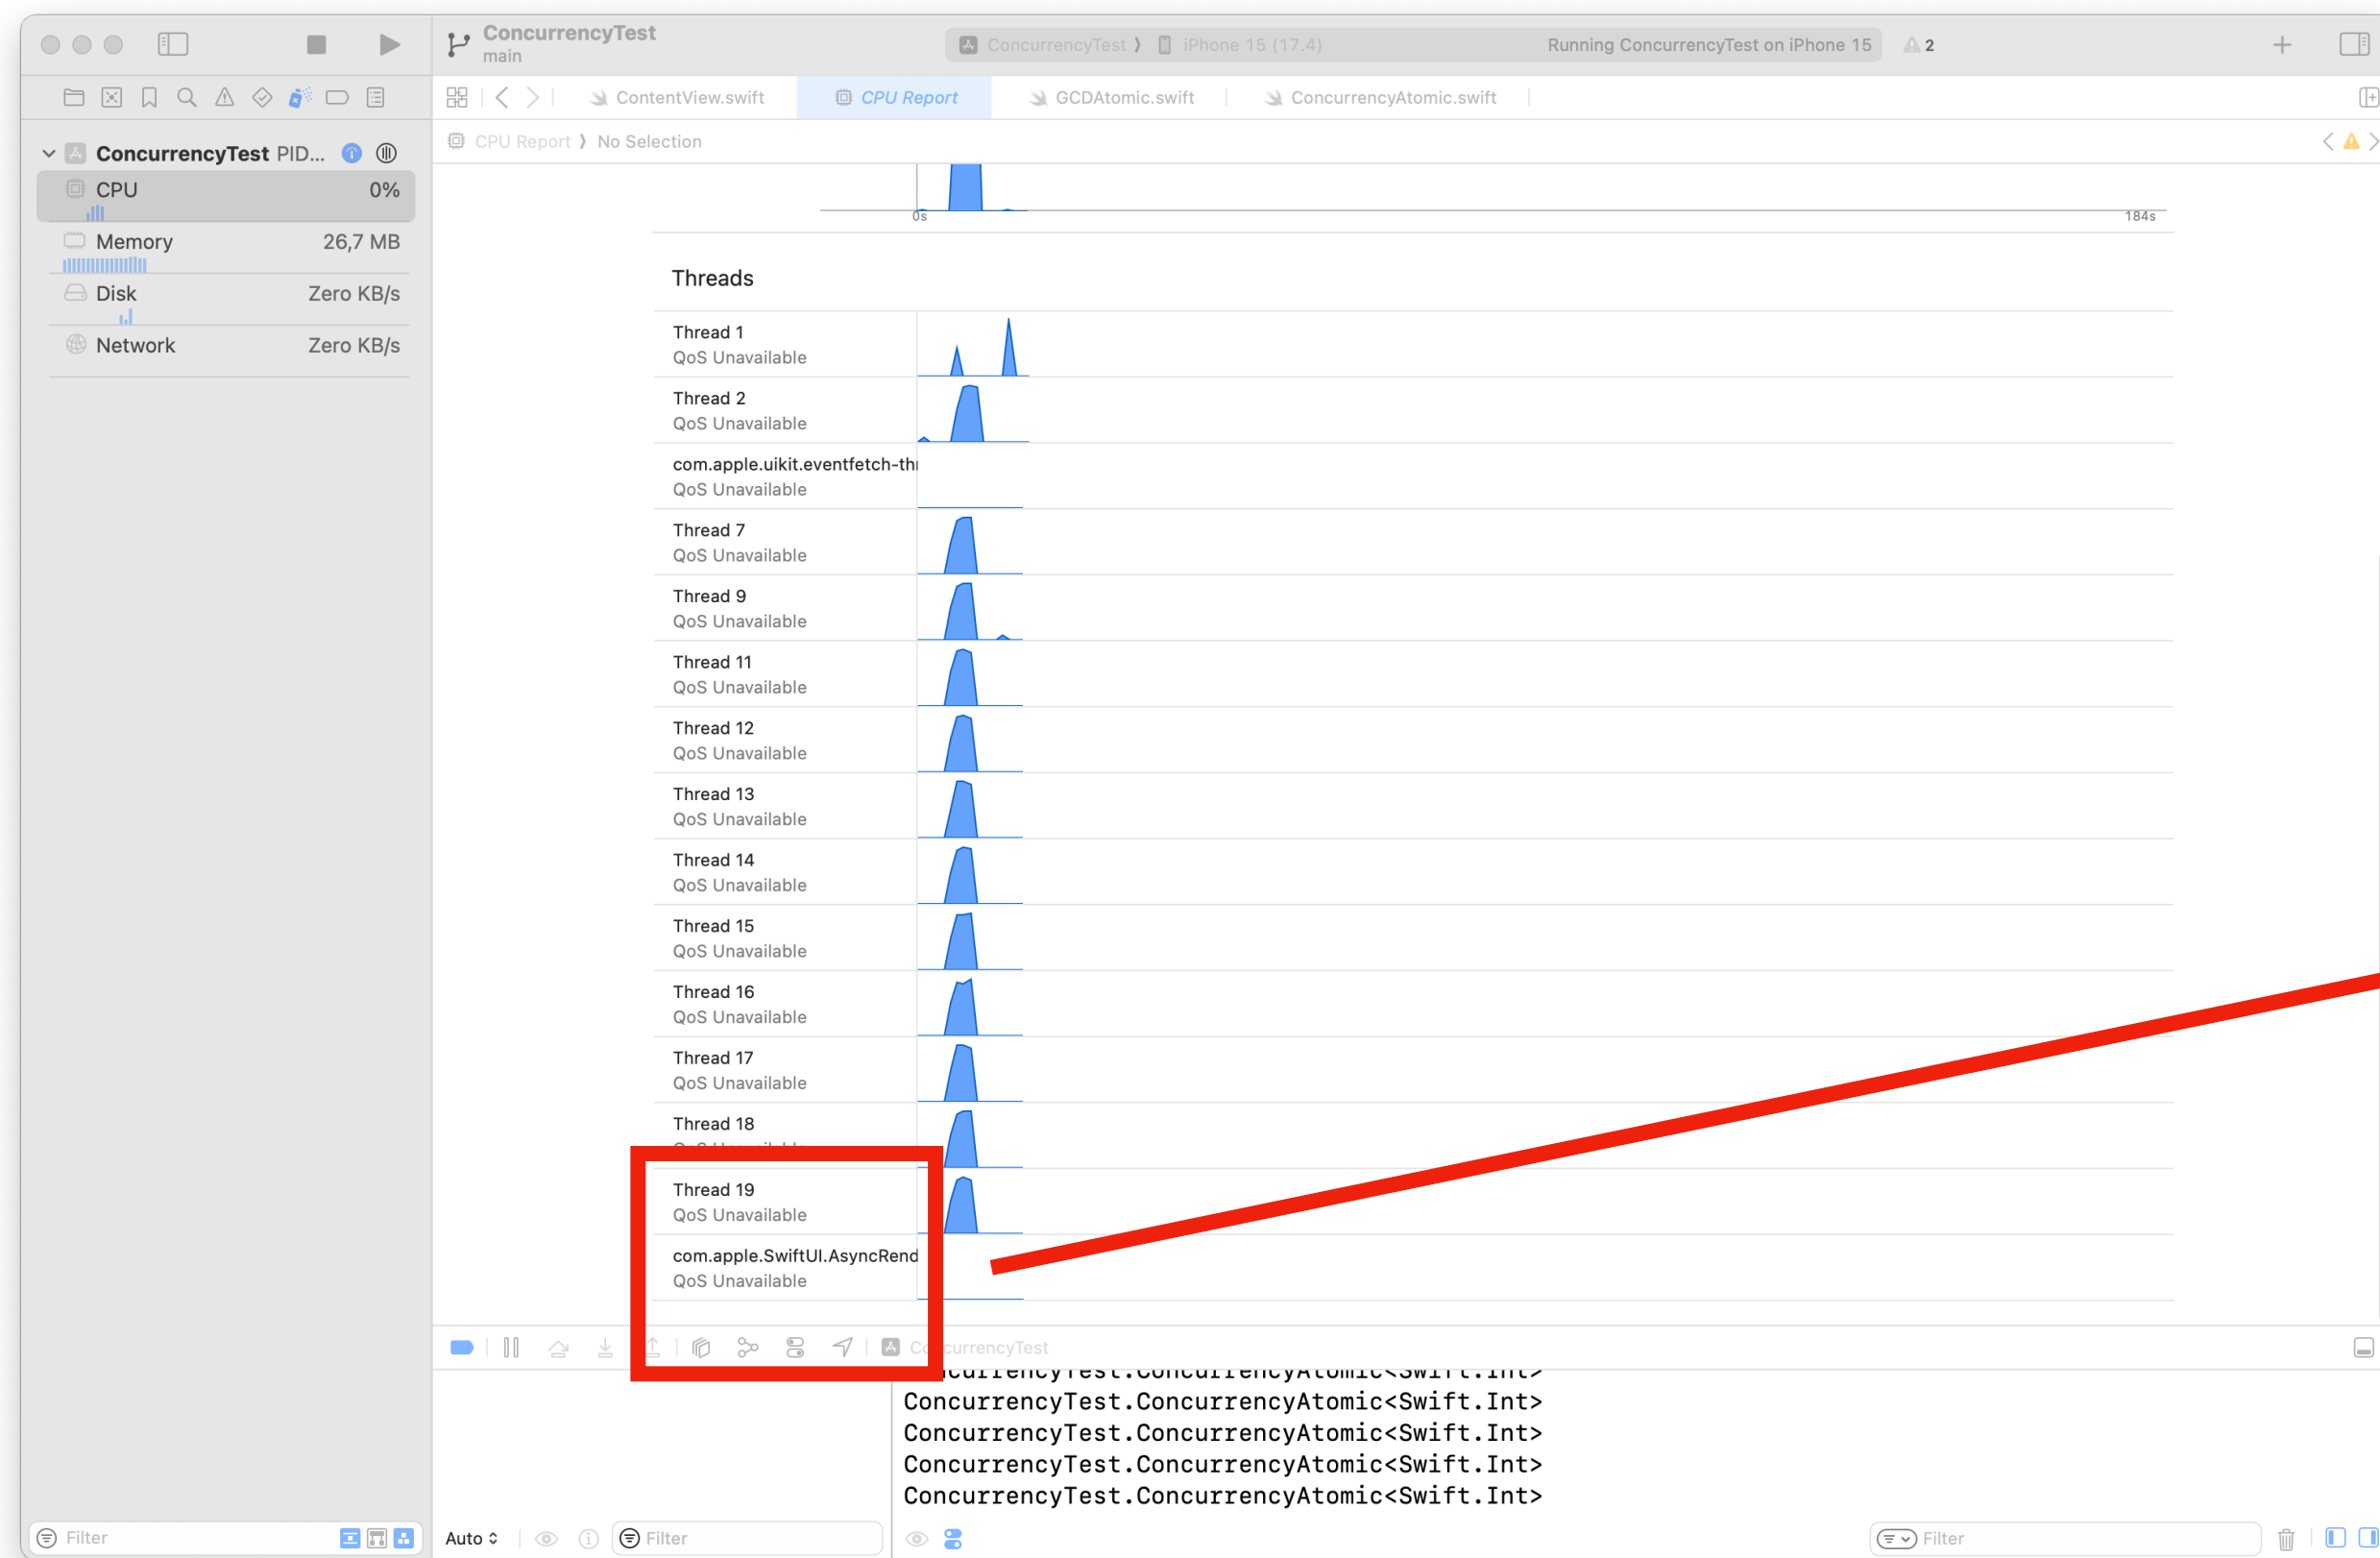 ConcurrencyTest
main
ConcurrencyTest ⟩ iPhone 15 (17.4)
Running ConcurrencyTest on iPhone 15
2
ContentView.swift
CPU Report
GCDAtomic.swift
ConcurrencyAtomic.swift
CPU Report ⟩ No Selection
ConcurrencyTest PID...
CPU 0%
Memory 26,7 MB
Disk Zero KB/s
Network Zero KB/s
0s
184s
Threads
Thread 1
QoS Unavailable
Thread 2
QoS Unavailable
com.apple.uikit.eventfetch-thr
QoS Unavailable
Thread 7
QoS Unavailable
Thread 9
QoS Unavailable
Thread 11
QoS Unavailable
Thread 12
QoS Unavailable
Thread 13
QoS Unavailable
Thread 14
QoS Unavailable
Thread 15
QoS Unavailable
Thread 16
QoS Unavailable
Thread 17
QoS Unavailable
Thread 18
Thread 19
QoS Unavailable
com.apple.SwiftUI.AsyncRend
QoS Unavailable
ConcurrencyTest.ConcurrencyAtomic<Swift.Int>
ConcurrencyTest.ConcurrencyAtomic<Swift.Int>
ConcurrencyTest.ConcurrencyAtomic<Swift.Int>
ConcurrencyTest.ConcurrencyAtomic<Swift.Int>
Filter
Auto
Filter
Filter